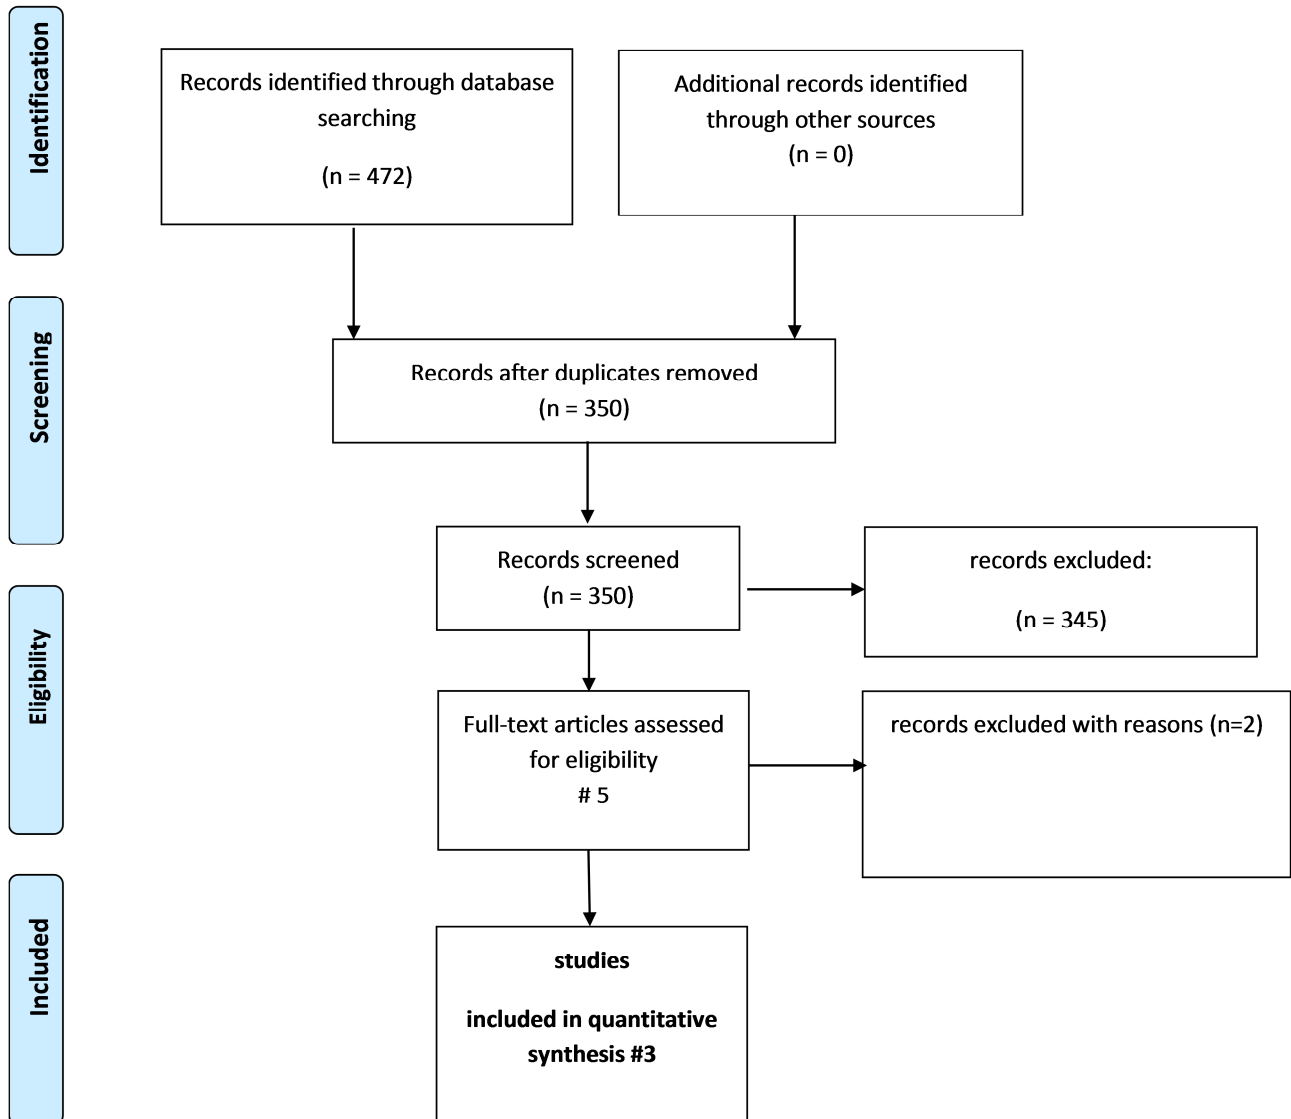 Identification
Records identified through database
searching
(n = 472)
Additional records identified
through other sources
(n = 0)
Screening
Records after duplicates removed
(n = 350)
Records screened
(n = 350)
records excluded:
(n = 345)
Eligibility
Full-text articles assessed
for eligibility
# 5
records excluded with reasons (n=2)
Included
studies
included in quantitative
synthesis #3